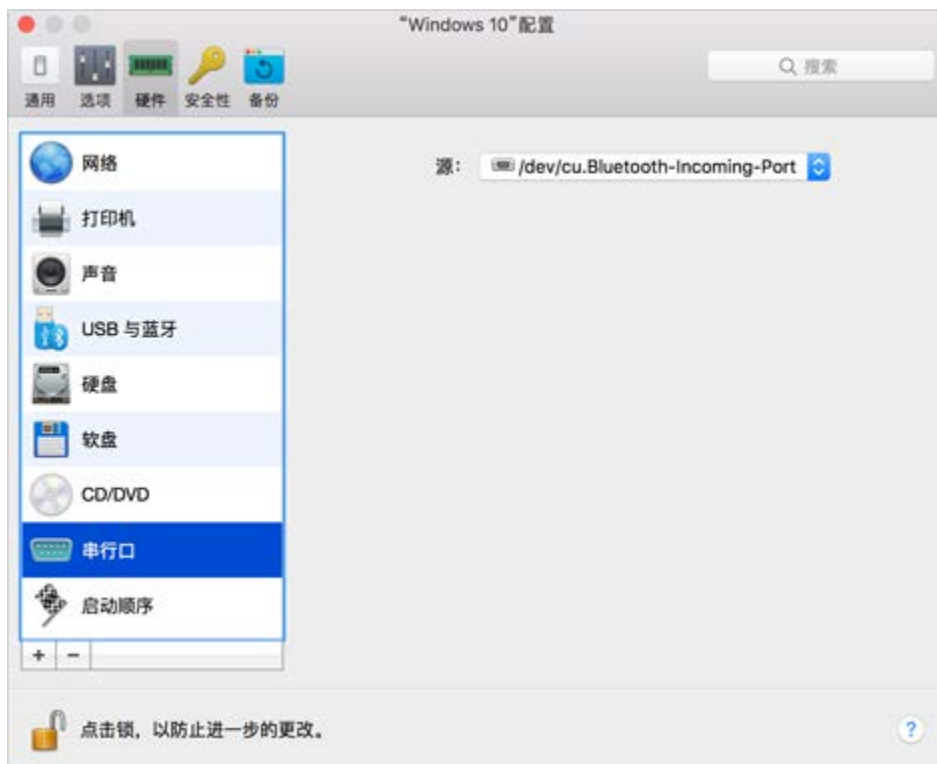 “Windows 10”配置
通用 选项 硬件 安全性 备份
搜索
网络
源： /dev/cu.Bluetooth-Incoming-Port
打印机
声音
USB 与蓝牙
硬盘
软盘
CD/DVD
串行口
启动顺序
+ −
点击锁，以防止进一步的更改。
?